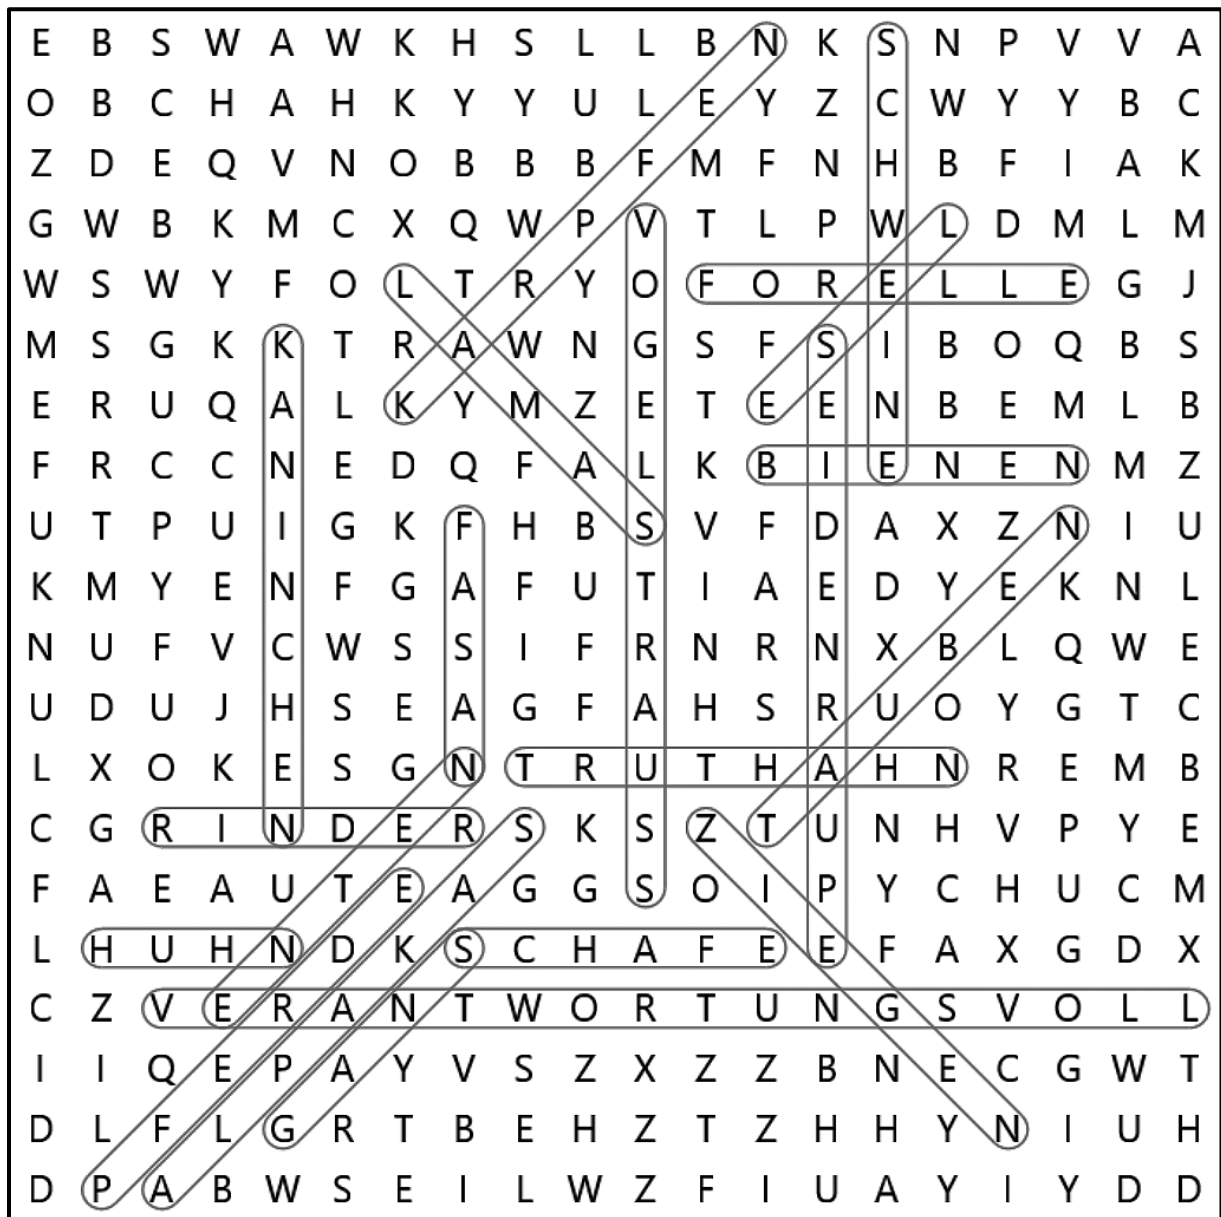 E B S W A W K H S L L B N K S N P V V A
O B C H A H K Y Y U L E Y Z C W Y Y B C
Z D E Q V N O B B B F M F N H B F I A K
G W B K M C X Q W P V T L P W L D M L M
W S W Y F O L T R Y O F O R E L L E G J
M S G K K T R A W N G S F S I B O Q B S
E R U Q A L K Y M Z E T E E N B E M L B
F R C C N E D Q F A L K B I E N E N M Z
U T P U I G K F H B S V F D A X Z N I U
K M Y E N F G A F U T I A E D Y E K N L
N U F V C W S S I F R N R N X B L Q W E
U D U J H S E A G F A H S R U O Y G T C
L X O K E S G N T R U T H A H N R E M B
C G R I N D E R S K S Z T U N H V P Y E
F A E A U T E A G G S O I P Y C H U C M
L H U H N D K S C H A F E E F A X G D X
C Z V E R A N T W O R T U N G S V O L L
I I Q E P A Y V S Z X Z Z B N E C G W T
D L F L G R T B E H Z T Z H H Y N I U H
D P A B W S E I L W Z F I U A Y I Y D D